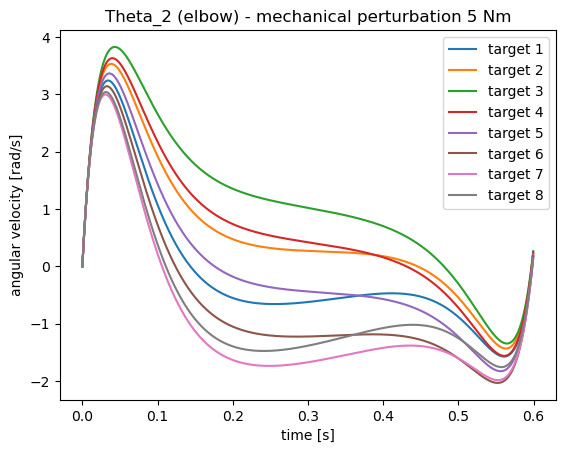 Theta_2 (elbow) - mechanical perturbation 5 Nm
angular velocity [rad/s]
4
3
2
1
0
−1
−2
target 1
target 2
target 3
target 4
target 5
target 6
target 7
target 8
0.0 0.1 0.2 0.3 0.4 0.5 0.6
time [s]